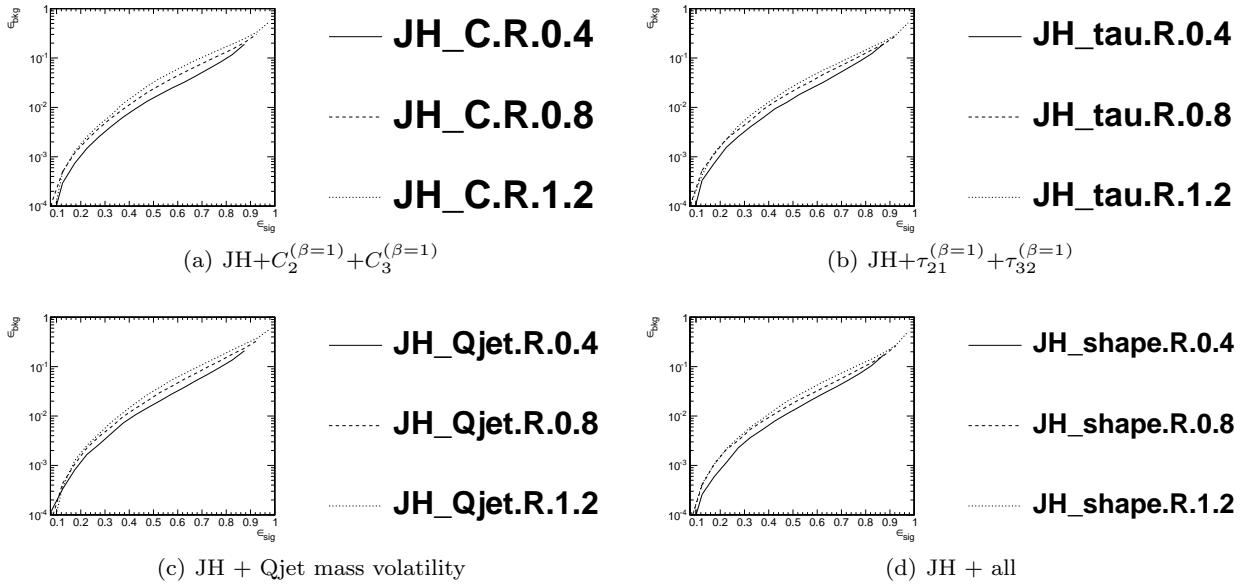 ϵbkg
1
10^-1
10^-2
10^-3
10^-4
0.1 0.2 0.3 0.4 0.5 0.6 0.7 0.8 0.9 1
ϵsig
JH_C.R.0.4
JH_C.R.0.8
JH_C.R.1.2
(a) JH+C_2^(β=1)+C_3^(β=1)
ϵbkg
1
10^-1
10^-2
10^-3
10^-4
0.1 0.2 0.3 0.4 0.5 0.6 0.7 0.8 0.9 1
ϵsig
JH_tau.R.0.4
JH_tau.R.0.8
JH_tau.R.1.2
(b) JH+τ_21^(β=1)+τ_32^(β=1)
ϵbkg
1
10^-1
10^-2
10^-3
10^-4
0.1 0.2 0.3 0.4 0.5 0.6 0.7 0.8 0.9 1
ϵsig
JH_Qjet.R.0.4
JH_Qjet.R.0.8
JH_Qjet.R.1.2
(c) JH + Qjet mass volatility
ϵbkg
1
10^-1
10^-2
10^-3
10^-4
0.1 0.2 0.3 0.4 0.5 0.6 0.7 0.8 0.9 1
ϵsig
JH_shape.R.0.4
JH_shape.R.0.8
JH_shape.R.1.2
(d) JH + all